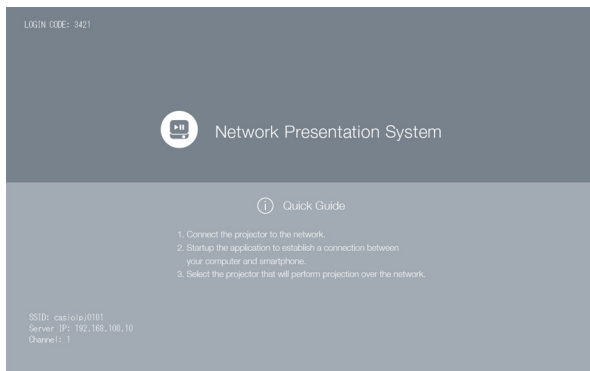 LOGIN CODE: 3421
Network Presentation System
Quick Guide
1. Connect the projector to the network.
2. Startup the application to establish a connection between
your computer and smartphone.
3. Select the projector that will perform projection over the network.
SSID: casiolpj0101
Server IP: 192.168.100.10
Channel: 1